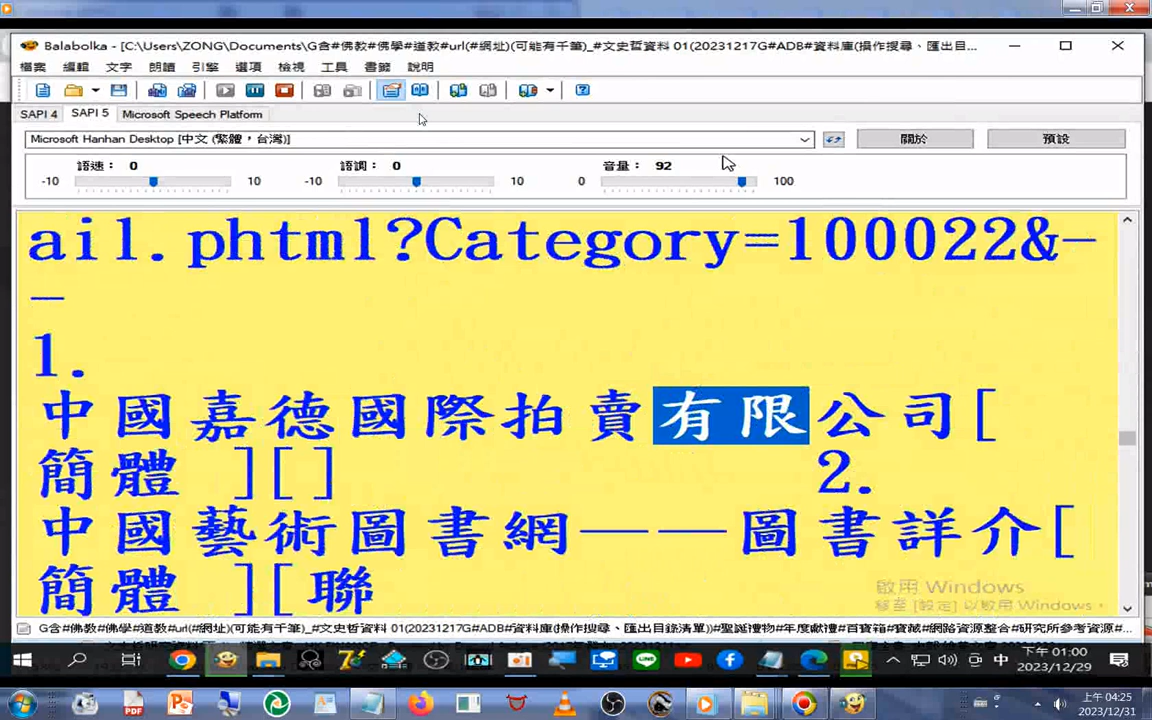 Balabolka - [C:\Users\ZONG\Documents\G含#佛教#佛學#道教#url(#網址)(可能有千筆)_#文史哲資料 01(20231217G#ADB#資料庫(操作搜尋、匯出目...
檔案 編輯 文字 朗讀 引擎 選項 檢視 工具 書籤 說明
SAPI 4 SAPI 5 Microsoft Speech Platform
Microsoft Hanhan Desktop [中文 (繁體，台灣)] 關於 預設
語速： 0 語調： 0 音量： 92
-10 10 -10 10 0 100
ail.phtml?Category=100022&-
-
1.
中國嘉德國際拍賣有限公司[
簡體 ][] 2.
中國藝術圖書網——圖書詳介[
簡體 ][聯
啟用 Windows
移至 [設定] 以啟用 Windows。
G含#佛教#佛學#道教#url(#網址)(可能有千筆)_#文史哲資料 01(20231217G#ADB#資料庫(操作搜尋、匯出目錄清單))#聖誕禮物#年度獻禮#百寶箱#寶藏#網路資源整合#研究所參考資源#...
中 下午 01:00
2023/12/29
上午 04:25
2023/12/31